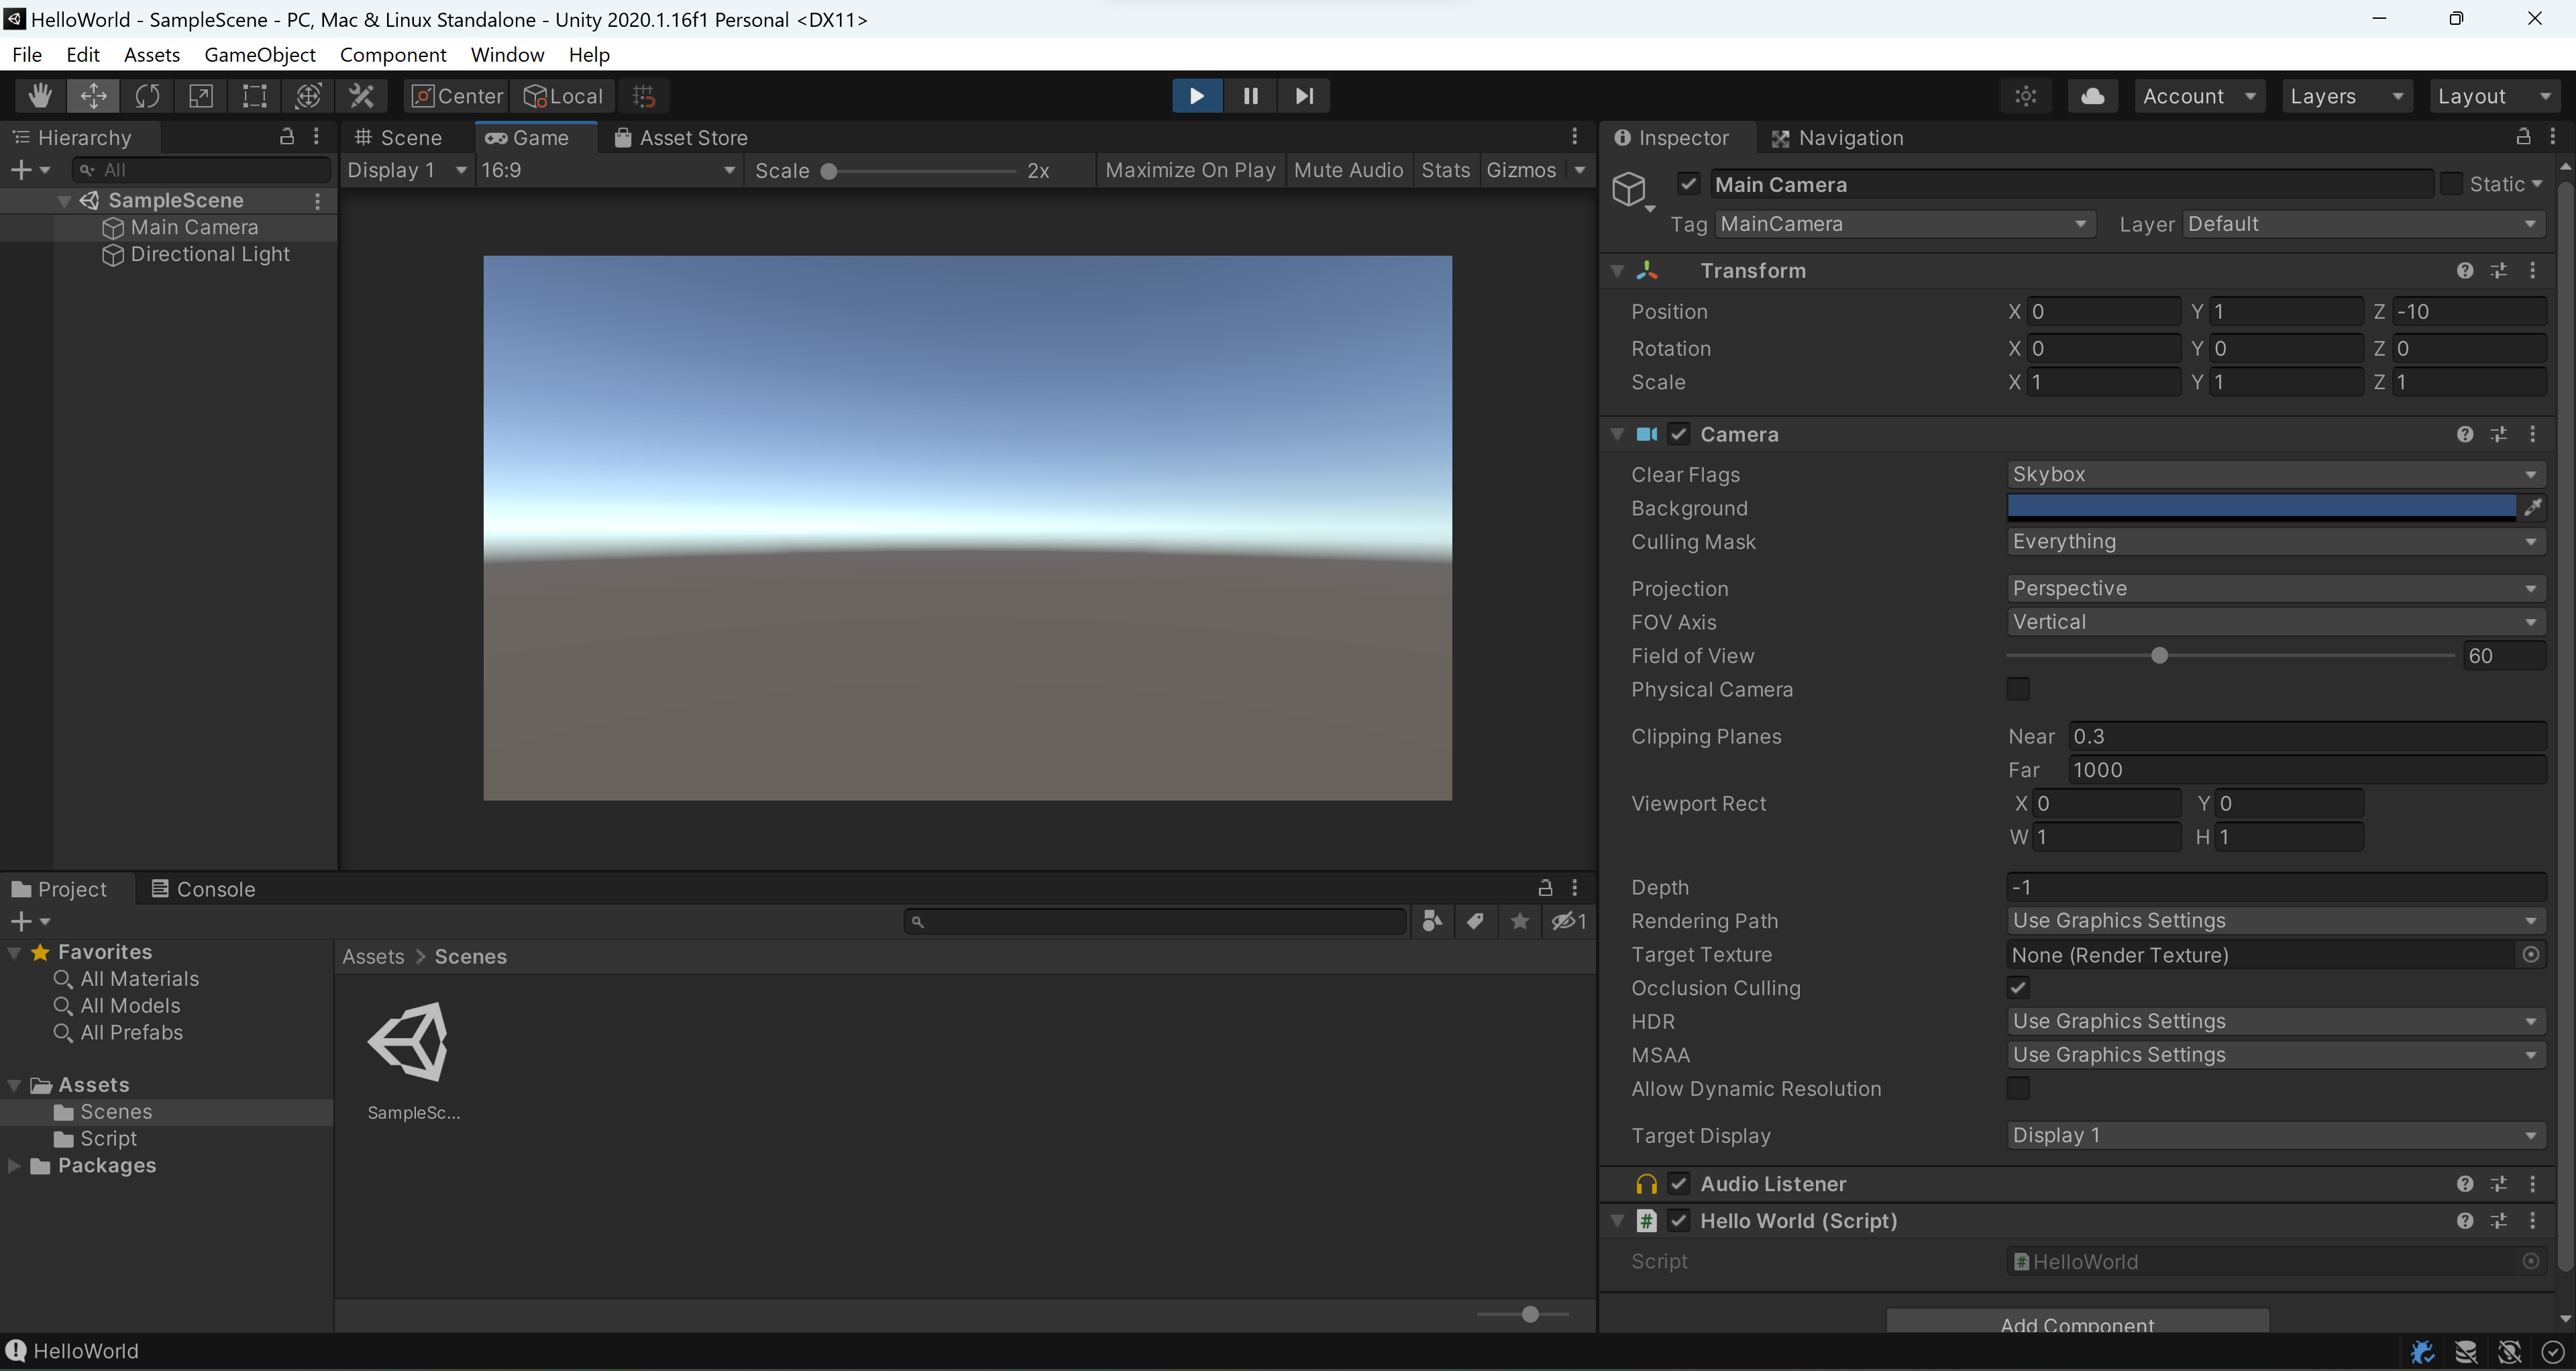 HelloWorld - SampleScene - PC, Mac & Linux Standalone - Unity 2020.1.16f1 Personal <DX11>
File Edit Assets GameObject Component Window Help
Center Local Account Layers Layout
Hierarchy
All
SampleScene
Main Camera
Directional Light
Scene Game Asset Store
Display 1 16:9 Scale 2x Maximize On Play Mute Audio Stats Gizmos
Project Console
1
Favorites
All Materials
All Models
All Prefabs
Assets
Scenes
Script
Packages
Assets > Scenes
SampleSc...
Inspector Navigation
Main Camera Static
Tag MainCamera Layer Default
Transform
Position X 0 Y 1 Z -10
Rotation X 0 Y 0 Z 0
Scale X 1 Y 1 Z 1
Camera
Clear Flags Skybox
Background
Culling Mask Everything
Projection Perspective
FOV Axis Vertical
Field of View 60
Physical Camera
Clipping Planes Near 0.3
Far 1000
Viewport Rect X 0 Y 0
W 1 H 1
Depth -1
Rendering Path Use Graphics Settings
Target Texture None (Render Texture)
Occlusion Culling
HDR Use Graphics Settings
MSAA Use Graphics Settings
Allow Dynamic Resolution
Target Display Display 1
Audio Listener
# Hello World (Script)
Script # HelloWorld
Add Component
HelloWorld